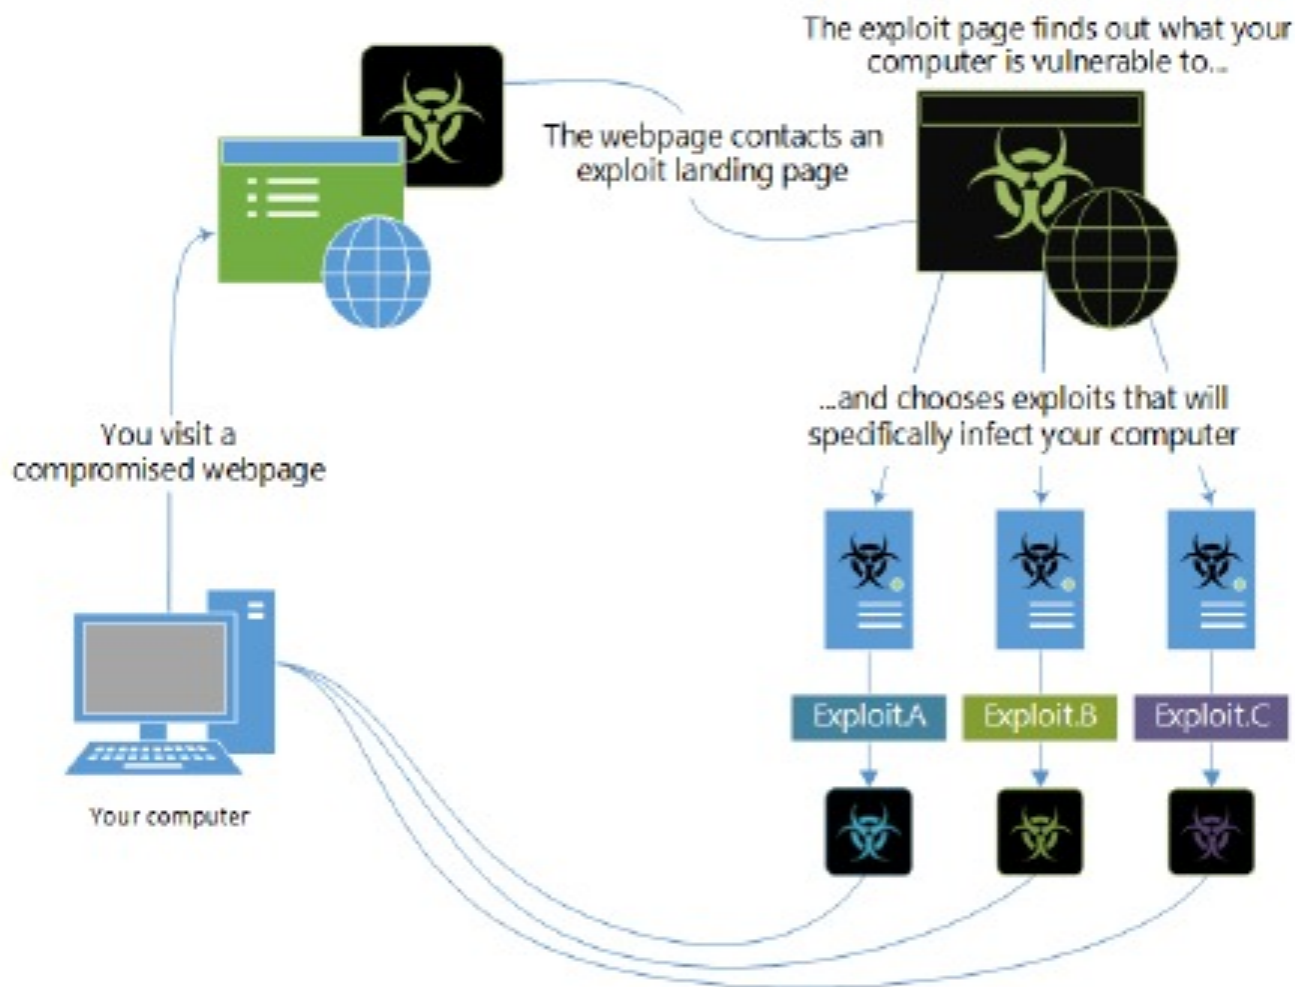 The exploit page finds out what your
computer is vulnerable to...
The webpage contacts an
exploit landing page
...and chooses exploits that will
specifically infect your computer
You visit a
compromised webpage
Exploit.A
Exploit.B
Exploit.C
Your computer